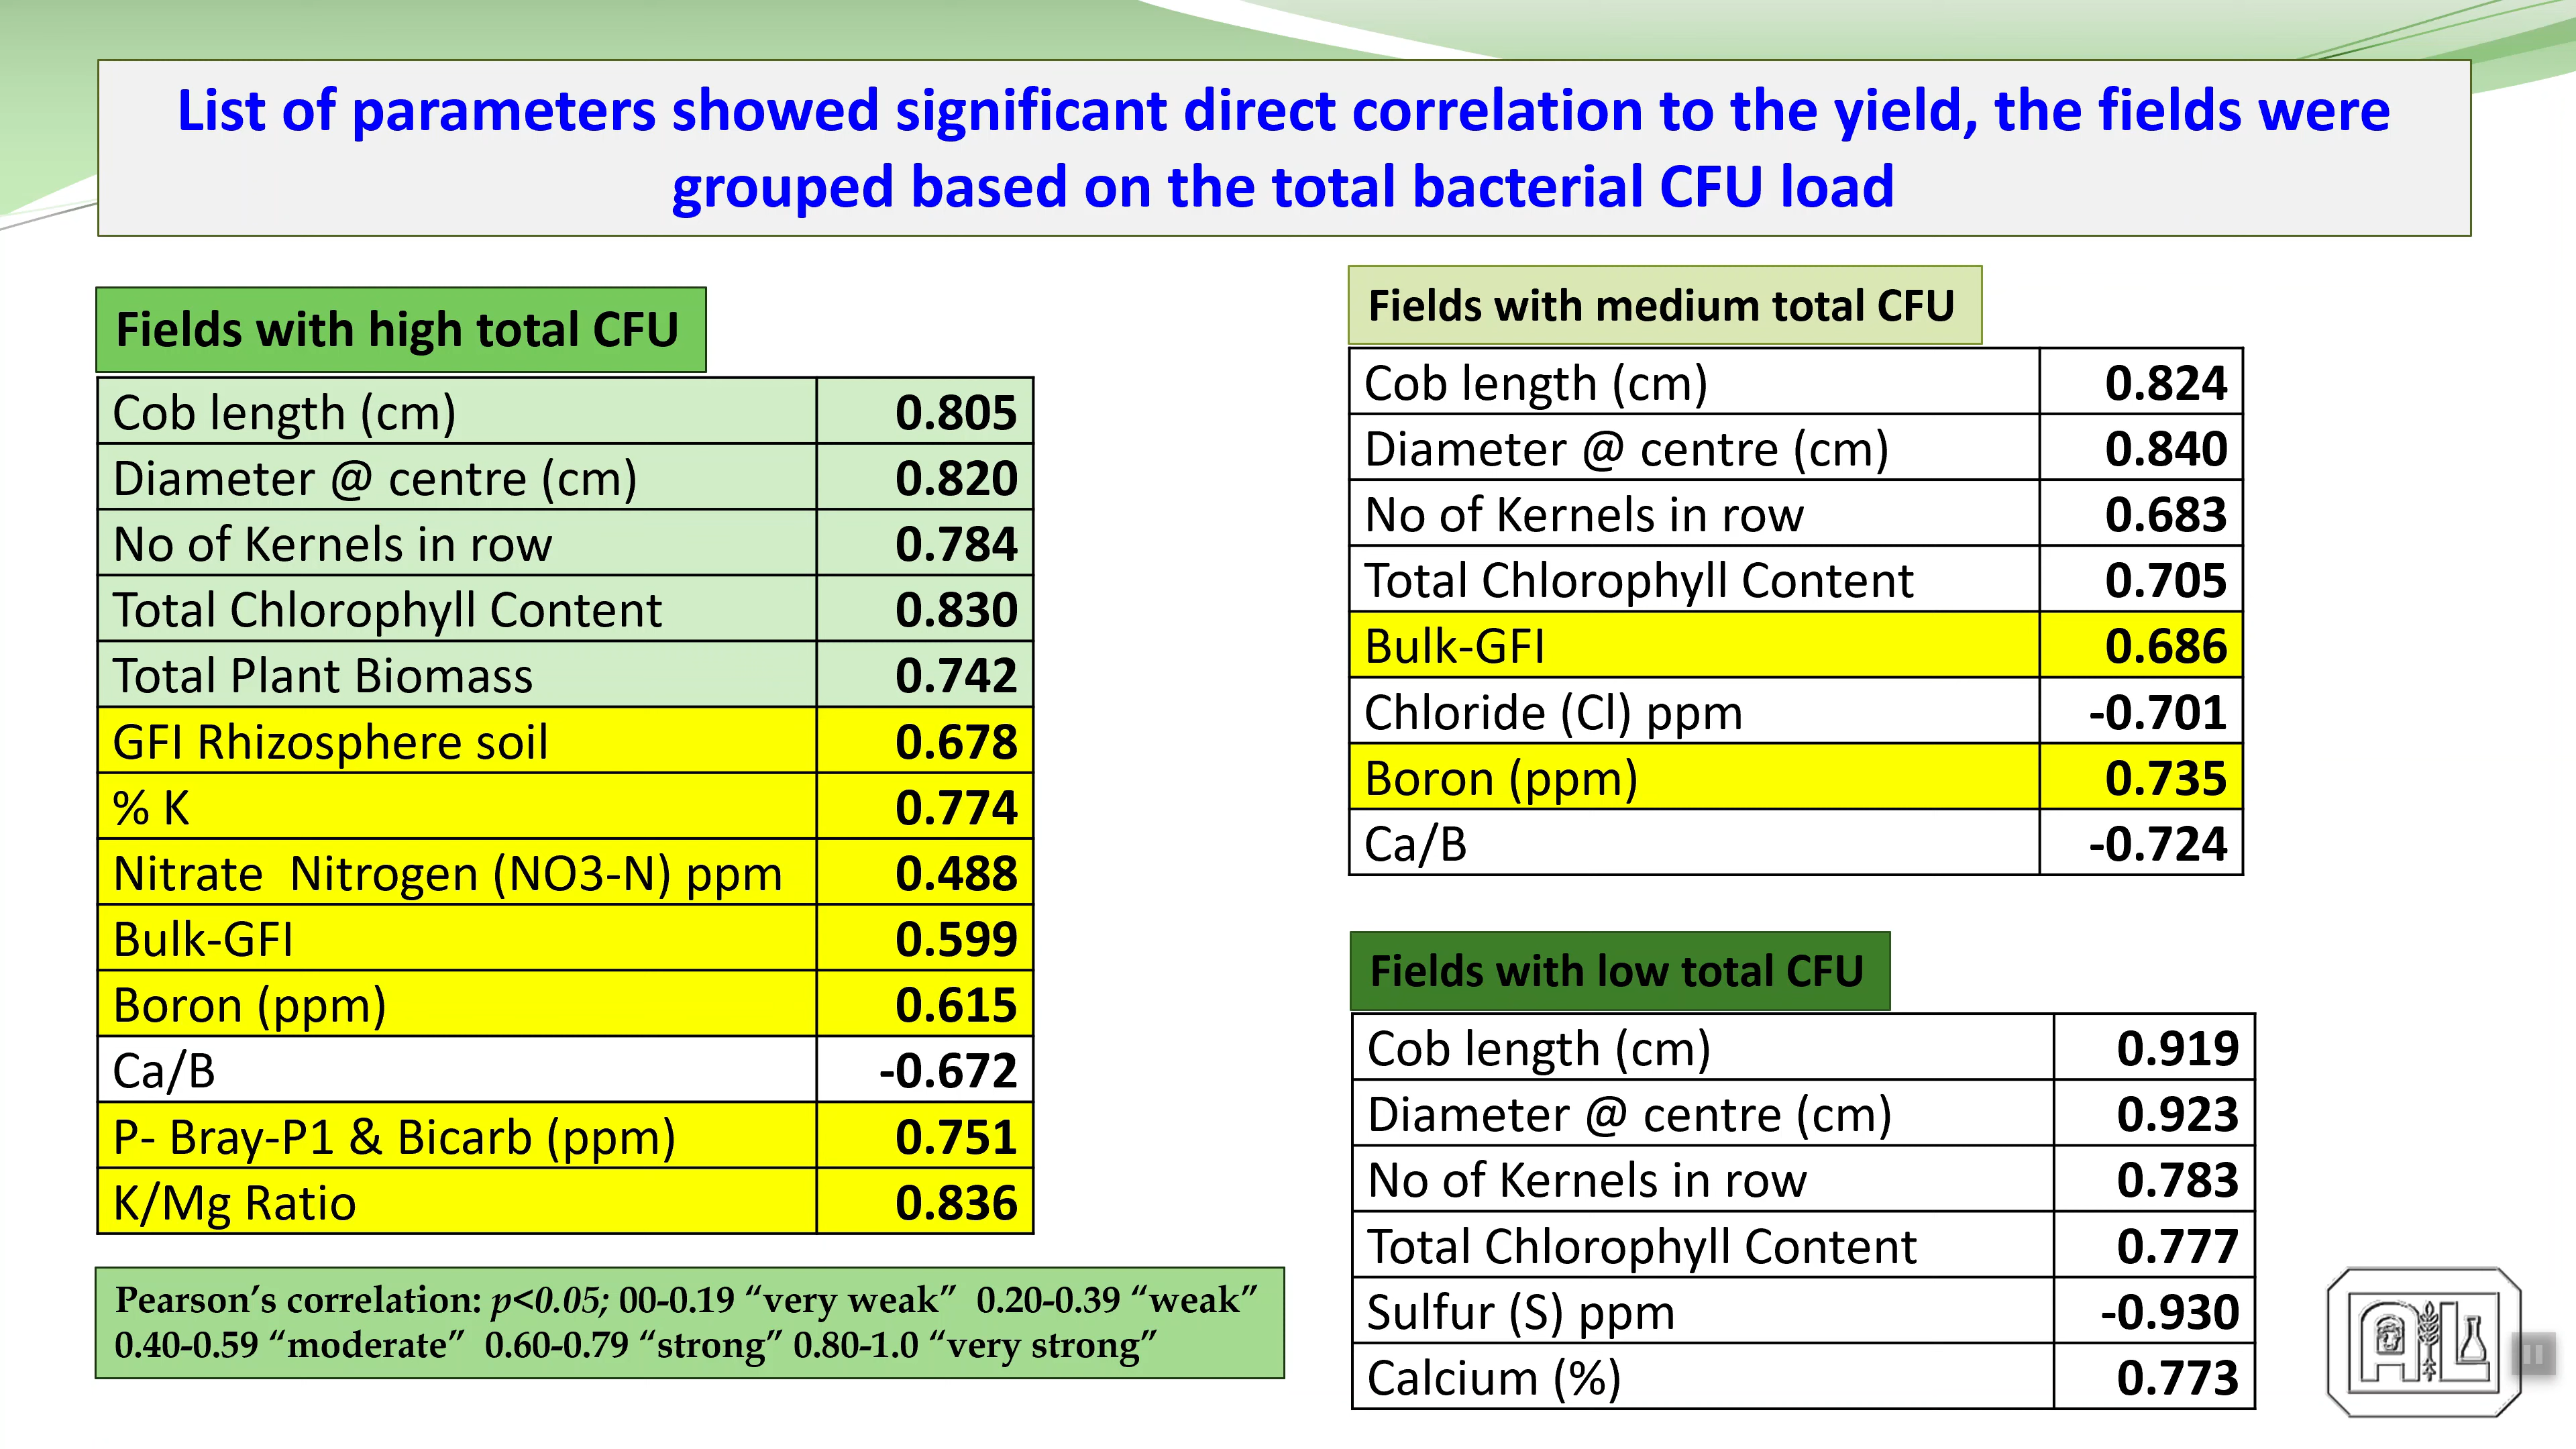 List of parameters showed significant direct correlation to the yield, the fields were
grouped based on the total bacterial CFU load
Fields with high total CFU
Cob length (cm) 0.805
Diameter @ centre (cm) 0.820
No of Kernels in row 0.784
Total Chlorophyll Content 0.830
Total Plant Biomass 0.742
GFI Rhizosphere soil 0.678
% K 0.774
Nitrate  Nitrogen (NO3-N) ppm 0.488
Bulk-GFI 0.599
Boron (ppm) 0.615
Ca/B -0.672
P- Bray-P1 & Bicarb (ppm) 0.751
K/Mg Ratio 0.836
Pearson’s correlation: p<0.05; 00-0.19 “very weak”  0.20-0.39 “weak”
0.40-0.59 “moderate”  0.60-0.79 “strong” 0.80-1.0 “very strong”
Fields with medium total CFU
Cob length (cm) 0.824
Diameter @ centre (cm) 0.840
No of Kernels in row 0.683
Total Chlorophyll Content 0.705
Bulk-GFI 0.686
Chloride (Cl) ppm -0.701
Boron (ppm) 0.735
Ca/B -0.724
Fields with low total CFU
Cob length (cm) 0.919
Diameter @ centre (cm) 0.923
No of Kernels in row 0.783
Total Chlorophyll Content 0.777
Sulfur (S) ppm -0.930
Calcium (%) 0.773
A&L